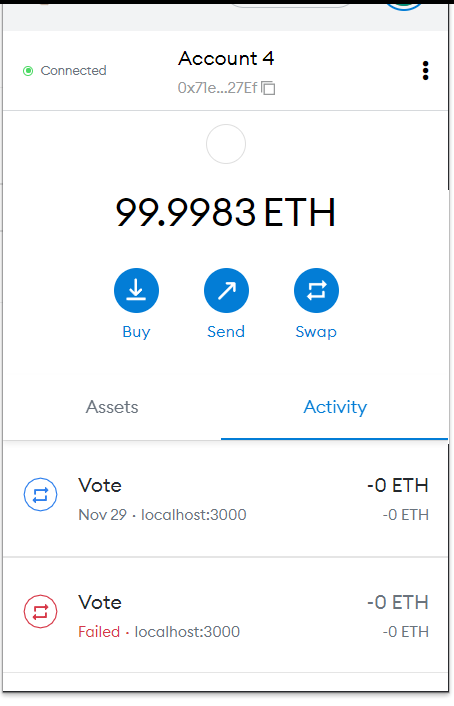 Connected
Account 4
0x71e...27Ef
99.9983 ETH
Buy Send Swap
Assets Activity
Vote -0 ETH
Nov 29 · localhost:3000 -0 ETH
Vote -0 ETH
Failed · localhost:3000 -0 ETH